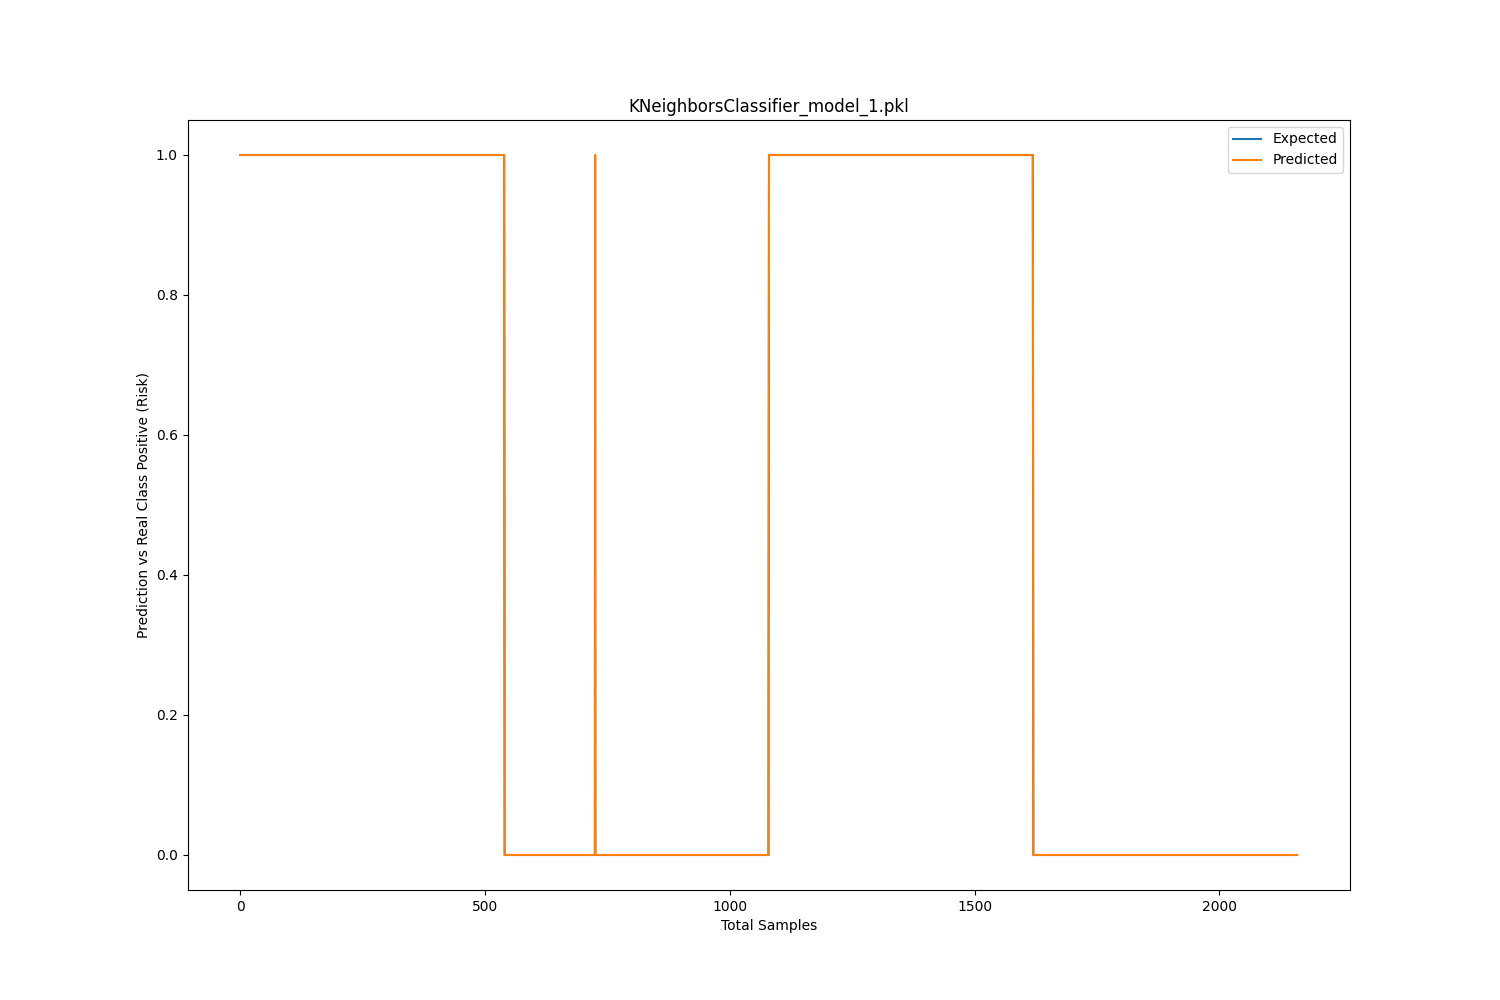 KNeighborsClassifier_model_1.pkl
Expected
Predicted
1.0
0.8
0.6
0.4
0.2
0.0
Prediction vs Real Class Positive (Risk)
0 500 1000 1500 2000
Total Samples